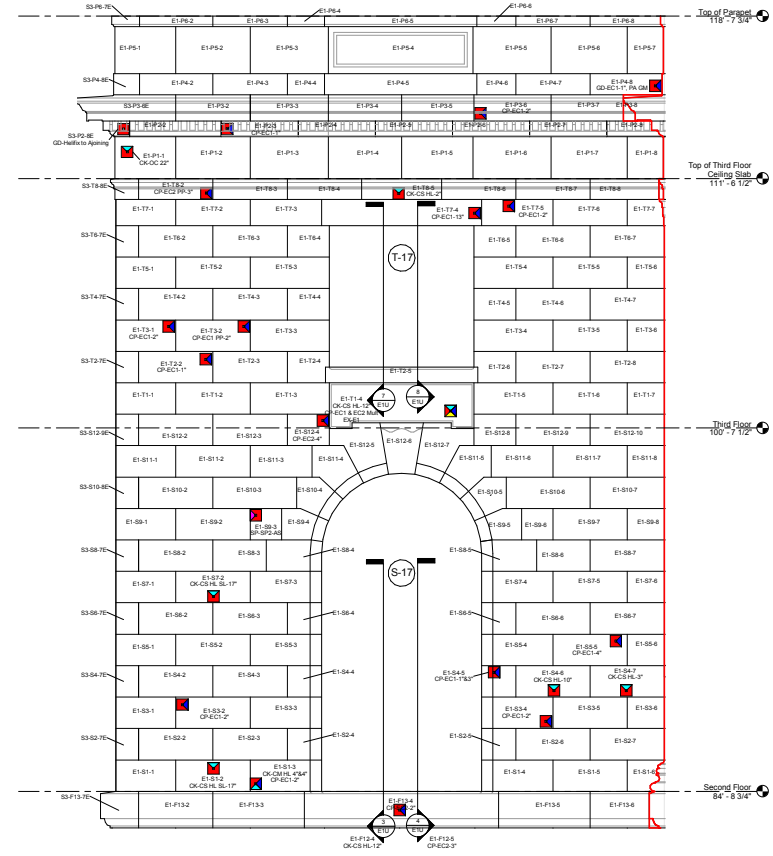 S3-P6-7E
E1-P6-2
E1-P6-3
E1-P6-4
E1-P6-5
E1-P6-6
E1-P6-7
E1-P6-8
Top of Parapet
118' - 7 3/4"
E1-P5-1
E1-P5-2
E1-P5-3
E1-P5-4
E1-P5-5
E1-P5-6
E1-P5-7
S3-P4-8E
E1-P4-2
E1-P4-3
E1-P4-4
E1-P4-5
E1-P4-6
E1-P4-7
E1-P4-8
GD-EC1-1", PA GM
S3-P3-6E
E1-P3-2
E1-P3-3
E1-P3-4
E1-P3-5
E1-P3-6
CP-EC1-2"
E1-P3-7
E1-P3-8
S3-P2-8E
GD-Helifix to Ajoining
E1-P2-2
E1-P2-3
CP-EC1-1"
E1-P2-4
E1-P2-5
E1-P2-6
E1-P2-7
E1-P2-8
E1-P1-1
CK-OC 22"
E1-P1-2
E1-P1-3
E1-P1-4
E1-P1-5
E1-P1-6
E1-P1-7
E1-P1-8
Top of Third Floor
Ceiling Slab
111' - 6 1/2"
S3-T8-8E
E1-T8-2
CP-EC2 PP-3"
E1-T8-3
E1-T8-4
E1-T8-5
CK-CS HL-2"
E1-T8-6
E1-T8-7
E1-T8-8
E1-T7-1
E1-T7-2
E1-T7-3
E1-T7-4
CP-EC1-13"
E1-T7-5
CP-EC1-2"
E1-T7-6
E1-T7-7
S3-T6-7E
E1-T6-2
E1-T6-3
E1-T6-4
E1-T6-5
E1-T6-6
E1-T6-7
T-17
E1-T5-1
E1-T5-2
E1-T5-3
E1-T5-4
E1-T5-5
E1-T5-6
S3-T4-7E
E1-T4-2
E1-T4-3
E1-T4-4
E1-T4-5
E1-T4-6
E1-T4-7
E1-T3-1
CP-EC1-2"
E1-T3-2
CP-EC1 PP-2"
E1-T3-3
E1-T3-4
E1-T3-5
E1-T3-6
S3-T2-7E
E1-T2-2
CP-EC1-1"
E1-T2-3
E1-T2-4
E1-T2-5
E1-T2-6
E1-T2-7
E1-T2-8
E1-T1-1
E1-T1-2
E1-T1-3
E1-T1-4
CK-CS HL-12"
CP-EC1 & EC2 Mult
EX-E1
7
E1U
8
E1U
E1-T1-5
E1-T1-6
E1-T1-7
S3-S12-9E
E1-S12-2
E1-S12-3
E1-S12-4
CP-EC2-4"
E1-S12-5
E1-S12-6
E1-S12-7
E1-S12-8
E1-S12-9
E1-S12-10
Third Floor
100' - 7 1/2"
E1-S11-1
E1-S11-2
E1-S11-3
E1-S11-4
E1-S11-5
E1-S11-6
E1-S11-7
E1-S11-8
S3-S10-8E
E1-S10-2
E1-S10-3
E1-S10-4
E1-S10-5
E1-S10-6
E1-S10-7
E1-S9-1
E1-S9-2
E1-S9-3
SP-SP2-AS
E1-S9-4
E1-S9-5
E1-S9-6
E1-S9-7
E1-S9-8
S3-S8-7E
E1-S8-2
E1-S8-3
E1-S8-4
E1-S8-5
E1-S8-6
E1-S8-7
S-17
E1-S7-1
E1-S7-2
CK-CS HL SL-17"
E1-S7-3
E1-S7-4
E1-S7-5
E1-S7-6
S3-S6-7E
E1-S6-2
E1-S6-3
E1-S6-4
E1-S6-5
E1-S6-6
E1-S6-7
E1-S5-1
E1-S5-2
E1-S5-3
E1-S5-4
E1-S5-5
CP-EC1-4"
E1-S5-6
S3-S4-7E
E1-S4-2
E1-S4-3
E1-S4-4
E1-S4-5
CP-EC1-1"&3"
E1-S4-6
CK-CS HL-10"
E1-S4-7
CK-CS HL-3"
E1-S3-1
E1-S3-2
CP-EC1-2"
E1-S3-3
E1-S3-4
CP-EC1-2"
E1-S3-5
E1-S3-6
S3-S2-7E
E1-S2-2
E1-S2-3
E1-S2-4
E1-S2-5
E1-S2-6
E1-S2-7
E1-S1-1
E1-S1-2
CK-CS HL SL-17"
E1-S1-3
CK-CM HL 4"&4"
CP-EC1-2"
E1-S1-4
E1-S1-5
E1-S1-6
Second Floor
84' - 8 3/4"
S3-F13-7E
E1-F13-2
E1-F13-3
E1-F13-4
E1-F13-5
E1-F13-6
3
E1U
4
E1U
E1-F12-4
CK-CS HL-12"
E1-F12-5
CP-EC2-3"